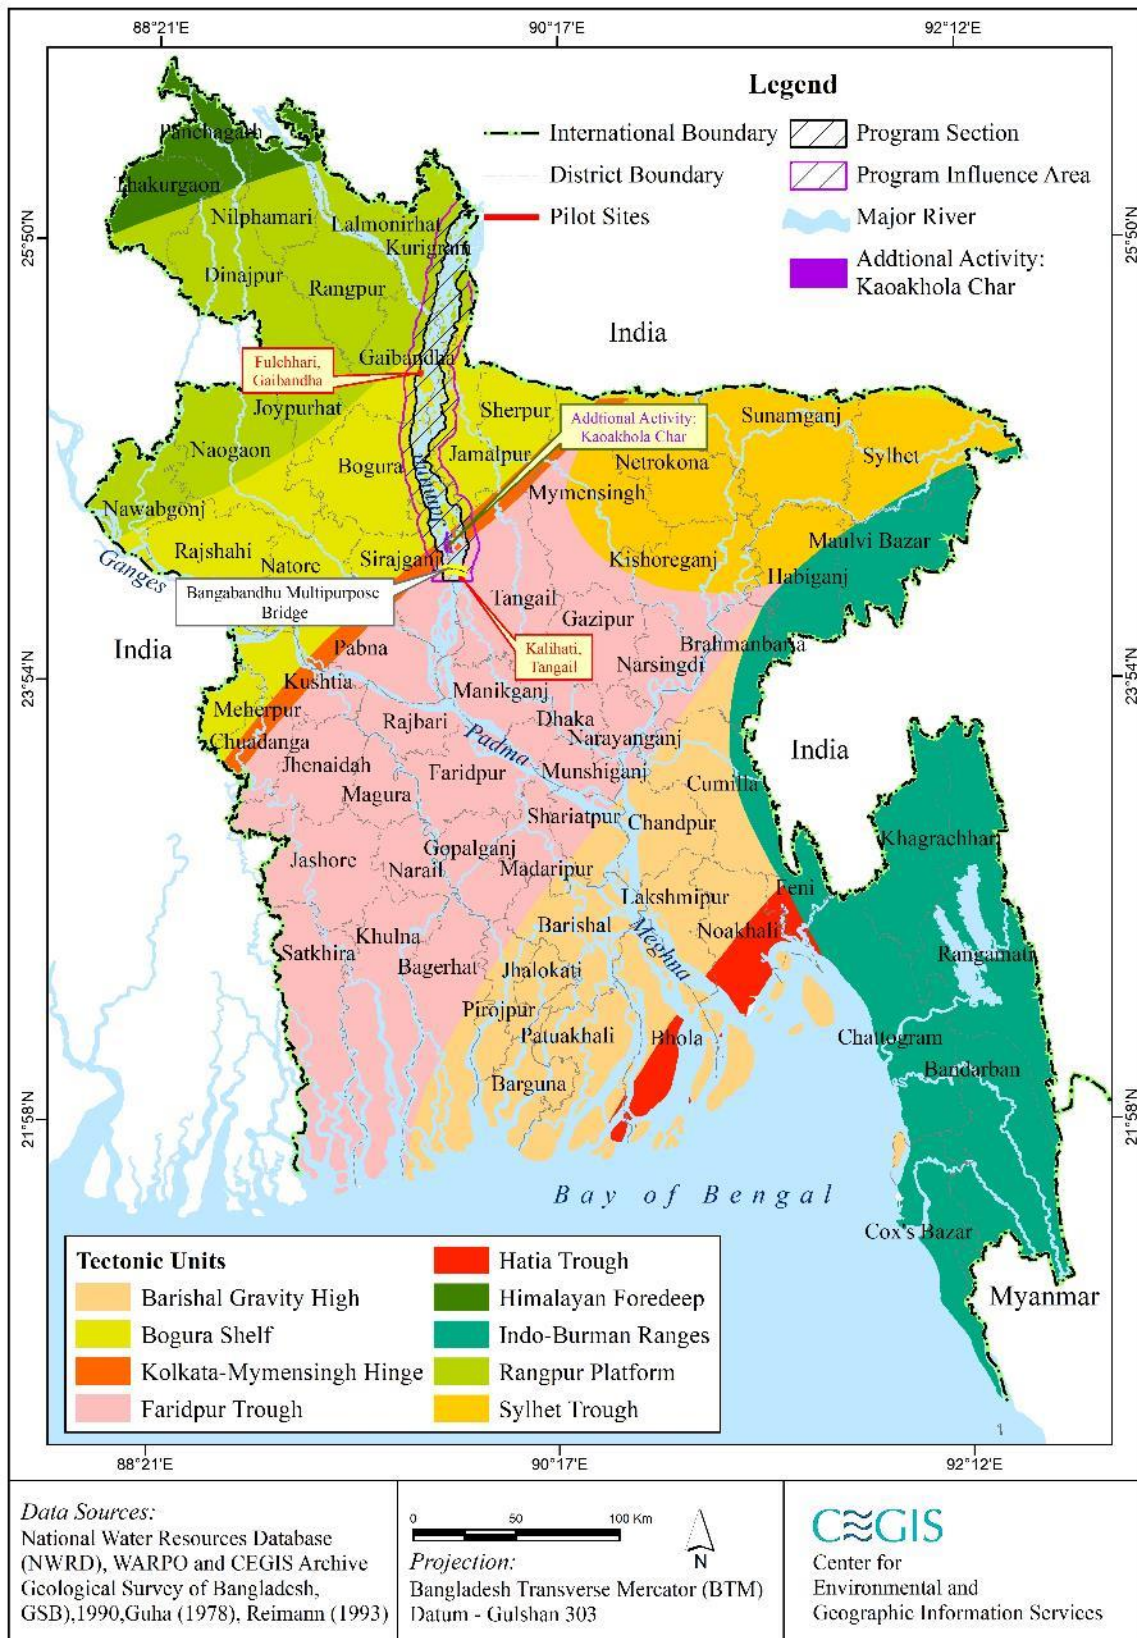 88°21'E
90°17'E
92°12'E
Legend
International Boundary
District Boundary
Pilot Sites
Program Section
Program Influence Area
Major River
Addtional Activity:
Kaoakhola Char
25°50'N
25°50'N
Panchagarh
Thakurgaon
Nilphamari
Lalmonirhat
Kurigram
Dinajpur
Rangpur
India
Gaibandha
Fulchhari,
Gaibandha
Joypurhat
Sherpur
Addtional Activity:
Kaoakhola Char
Sunamganj
Sylhet
Naogaon
Bogura
Jamalpur
Netrokona
Mymensingh
Nawabgonj
Jamuna
Rajshahi
Natore
Sirajganj
Kishoreganj
Maulvi Bazar
Habiganj
Ganges
Bangabandhu Multipurpose
Bridge
Tangail
Gazipur
India
Pabna
Kalihati,
Tangail
Narsingdi
Brahmanbaria
23°54'N
23°54'N
Kushtia
Meherpur
Manikganj
Rajbari
Dhaka
Chuadanga
Padma
Narayanganj
India
Jhenaidah
Faridpur
Munshiganj
Cumilla
Magura
Shariatpur
Chandpur
Khagrachhari
Jashore
Gopalganj
Narail
Madaripur
Feni
Lakshmipur
Barishal
Meghna
Noakhali
Khulna
Satkhira
Bagerhat
Jhalokati
Rangamati
Pirojpur
Patuakhali
Bhola
Chattogram
Bandarban
Barguna
21°58'N
21°58'N
Bay of Bengal
Cox's Bazar
Myanmar
Tectonic Units
Barishal Gravity High
Bogura Shelf
Kolkata-Mymensingh Hinge
Faridpur Trough
Hatia Trough
Himalayan Foredeep
Indo-Burman Ranges
Rangpur Platform
Sylhet Trough
88°21'E
90°17'E
92°12'E
Data Sources:
National Water Resources Database
(NWRD), WARPO and CEGIS Archive
Geological Survey of Bangladesh,
GSB),1990,Guha (1978), Reimann (1993)
0 50 100 Km
N
Projection:
Bangladesh Transverse Mercator (BTM)
Datum - Gulshan 303
CEGIS
Center for
Environmental and
Geographic Information Services